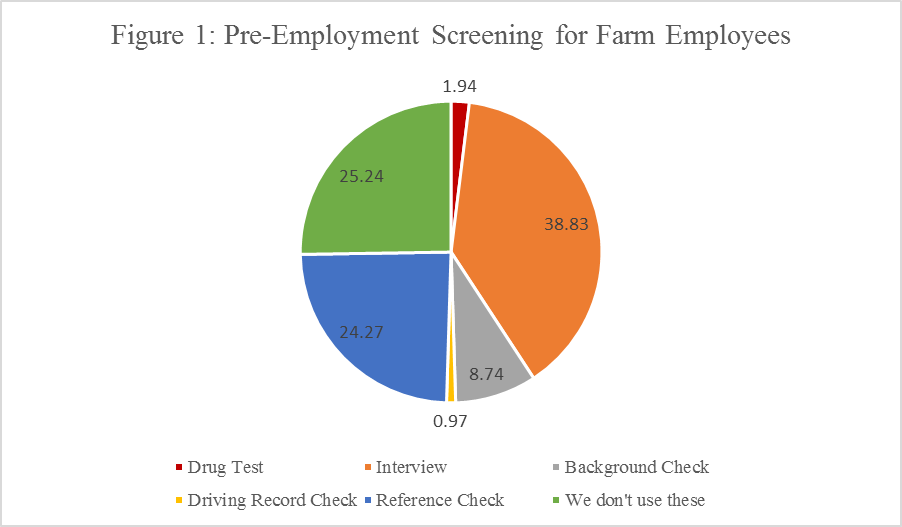 Figure 1: Pre-Employment Screening for Farm Employees
1.94
25.24
38.83
24.27
8.74
0.97
Drug Test Interview Background Check
Driving Record Check Reference Check We don't use these